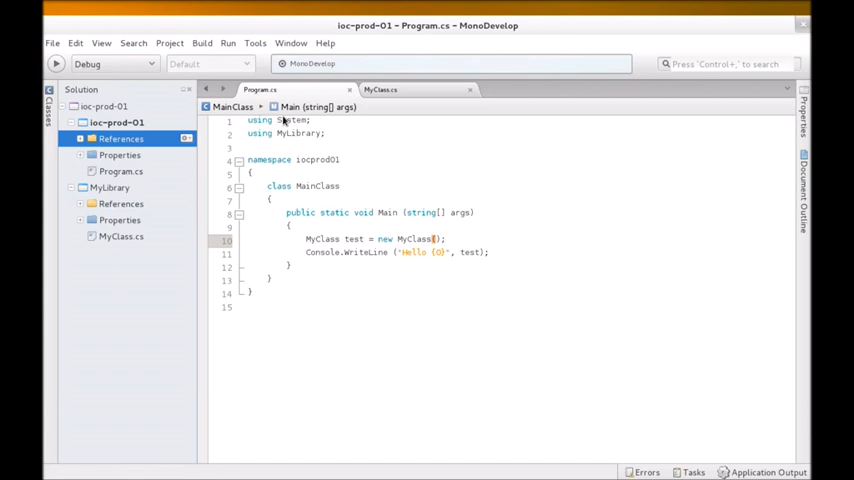 ioc-prod-01 - Program.cs - MonoDevelop
File Edit View Search Project Build Run Tools Window Help
Debug Default MonoDevelop Press 'Control+,' to search
Classes
Solution
ioc-prod-01
ioc-prod-01
References
Properties
Program.cs
MyLibrary
References
Properties
MyClass.cs
Program.cs MyClass.cs
MainClass Main (string[] args)
1 using System;
2 using MyLibrary;
3
4 namespace iocprod01
5 {
6 class MainClass
7 {
8 public static void Main (string[] args)
9 {
10 MyClass test = new MyClass();
11 Console.WriteLine ("Hello {0}", test);
12 }
13 }
14 }
15
Properties
Document Outline
Errors Tasks Application Output